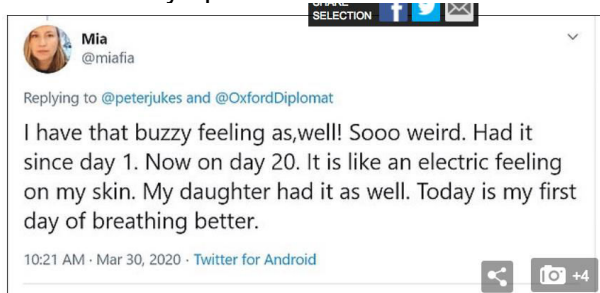 SELECTION
Mia
@miafia
Replying to @peterjukes and @OxfordDiplomat
I have that buzzy feeling as,well! Sooo weird. Had it
since day 1. Now on day 20. It is like an electric feeling
on my skin. My daughter had it as well. Today is my first
day of breathing better.
10:21 AM · Mar 30, 2020 · Twitter for Android
+4